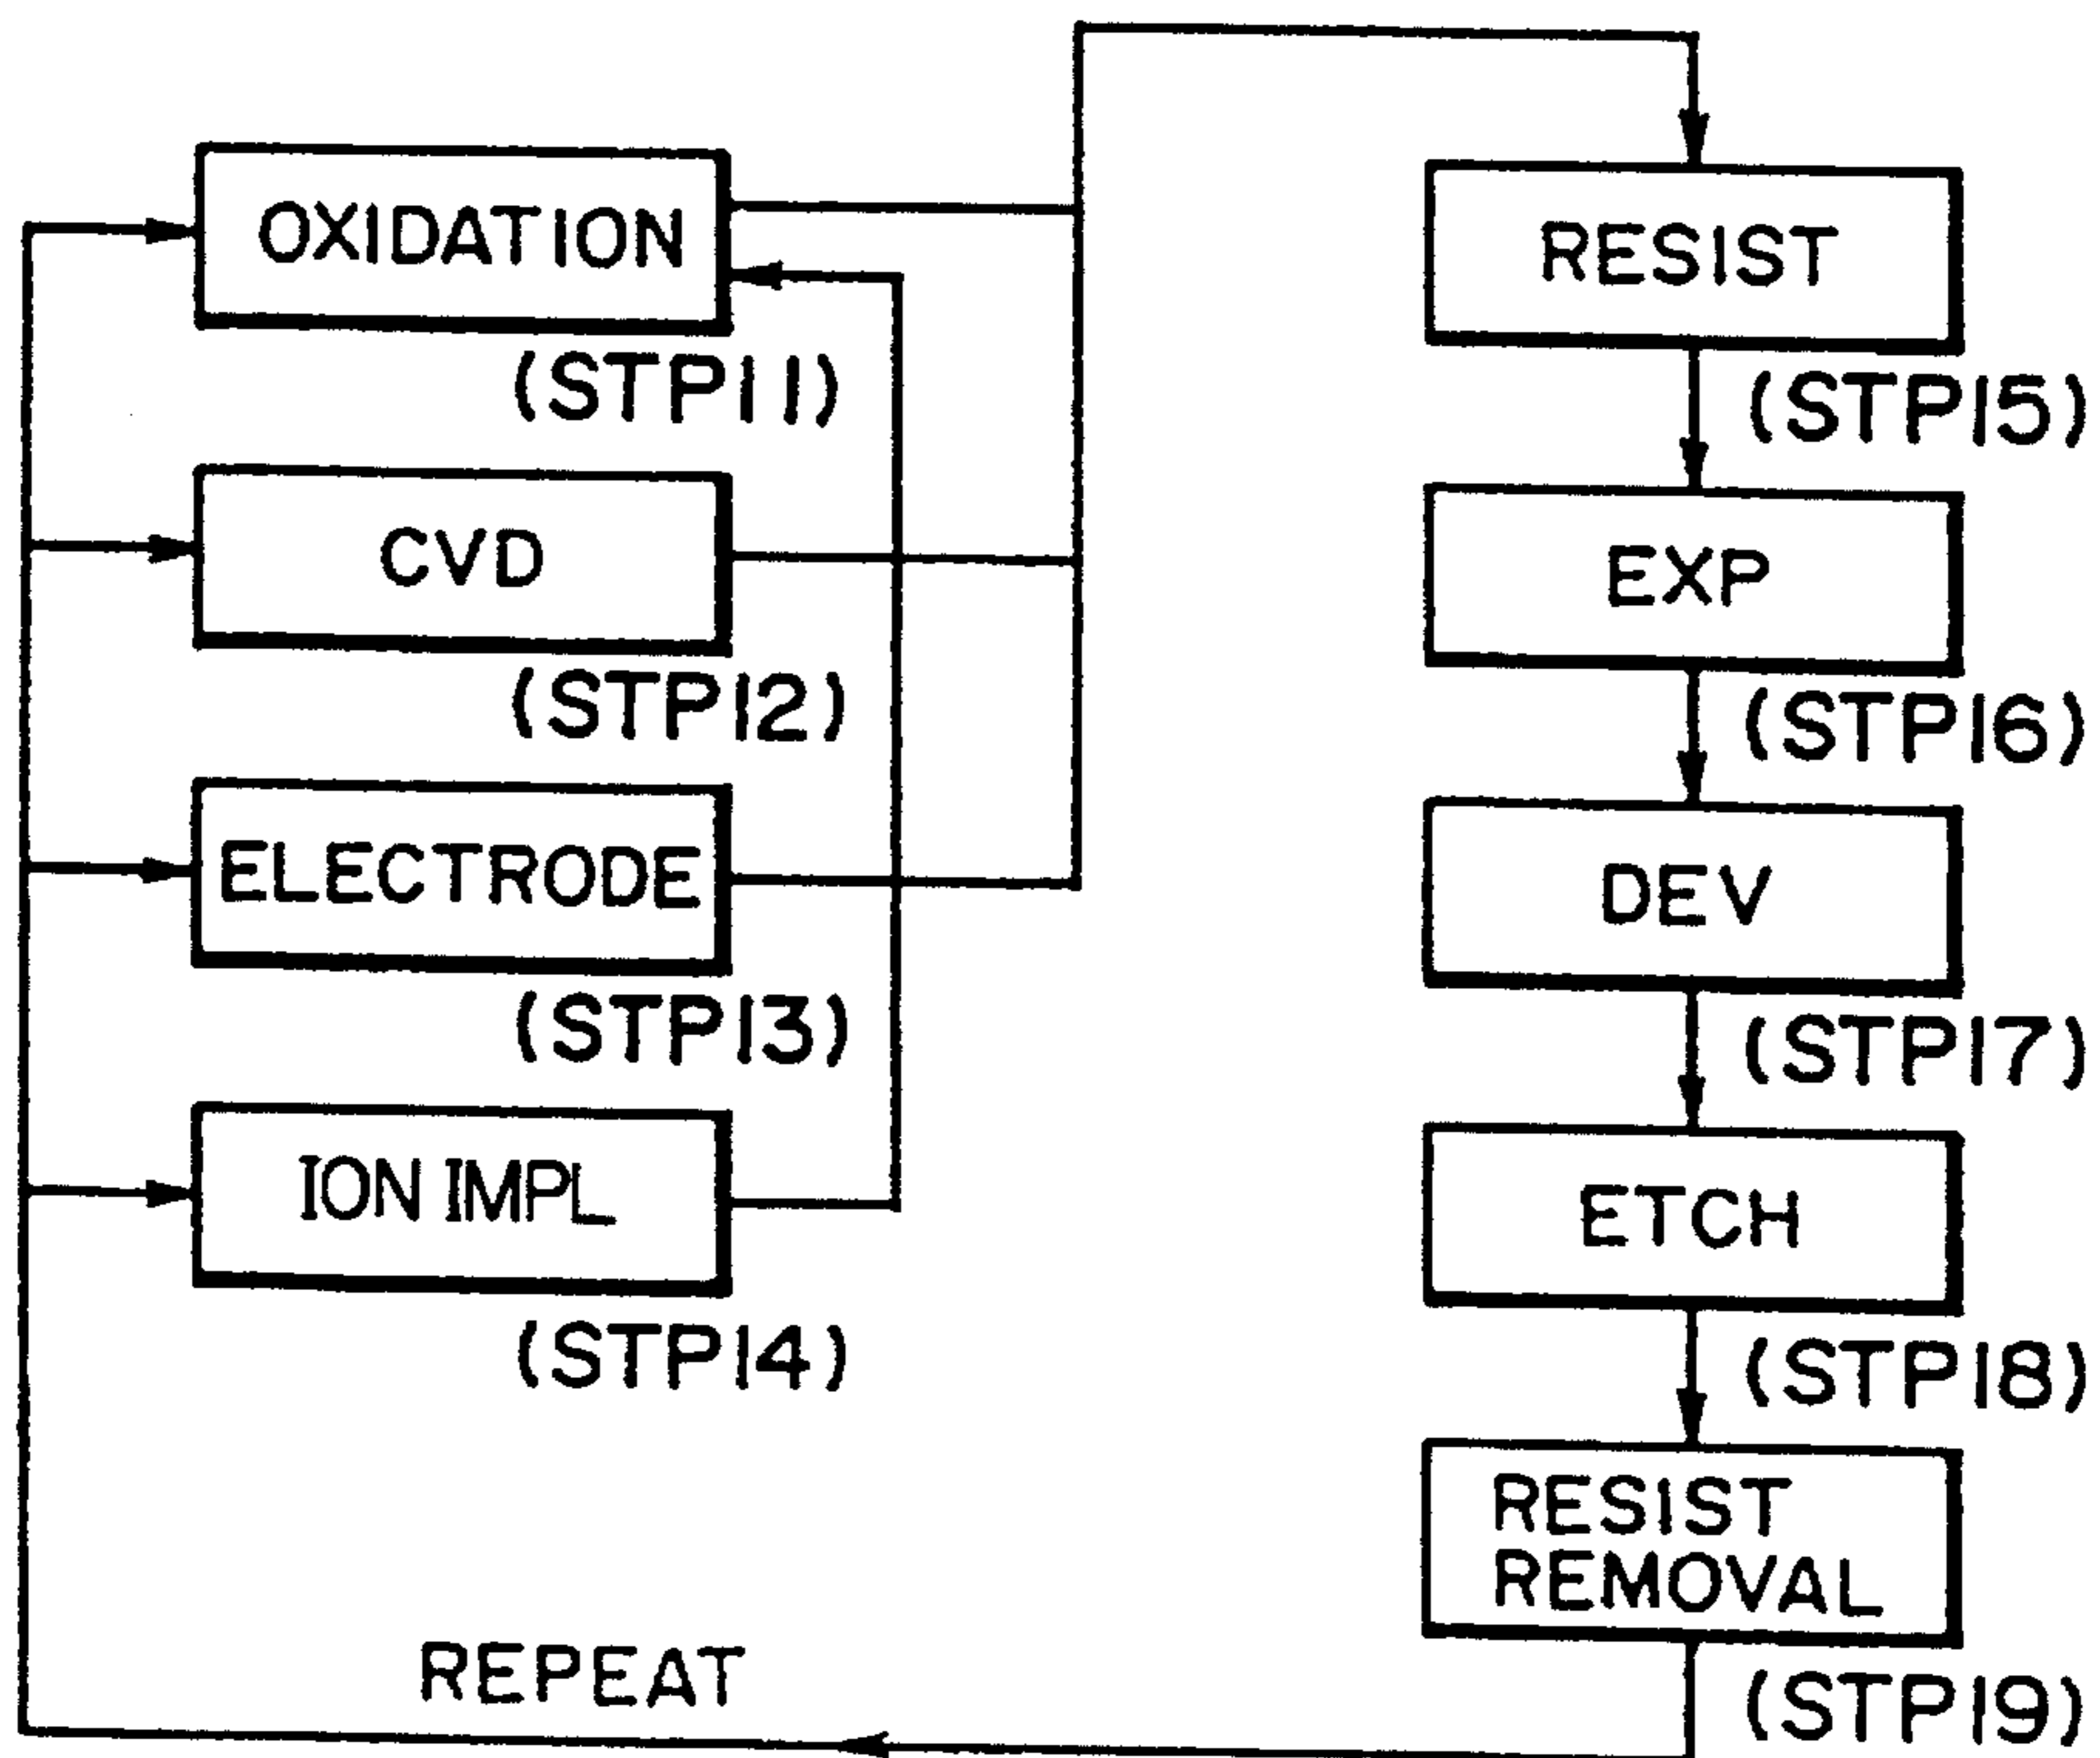 OXIDATION
(STP11)
CVD
(STP12)
ELECTRODE
(STP13)
ION IMPL
(STP14)
RESIST
(STP15)
EXP
(STP16)
DEV
(STP17)
ETCH
(STP18)
RESIST
REMOVAL
(STP19)
REPEAT